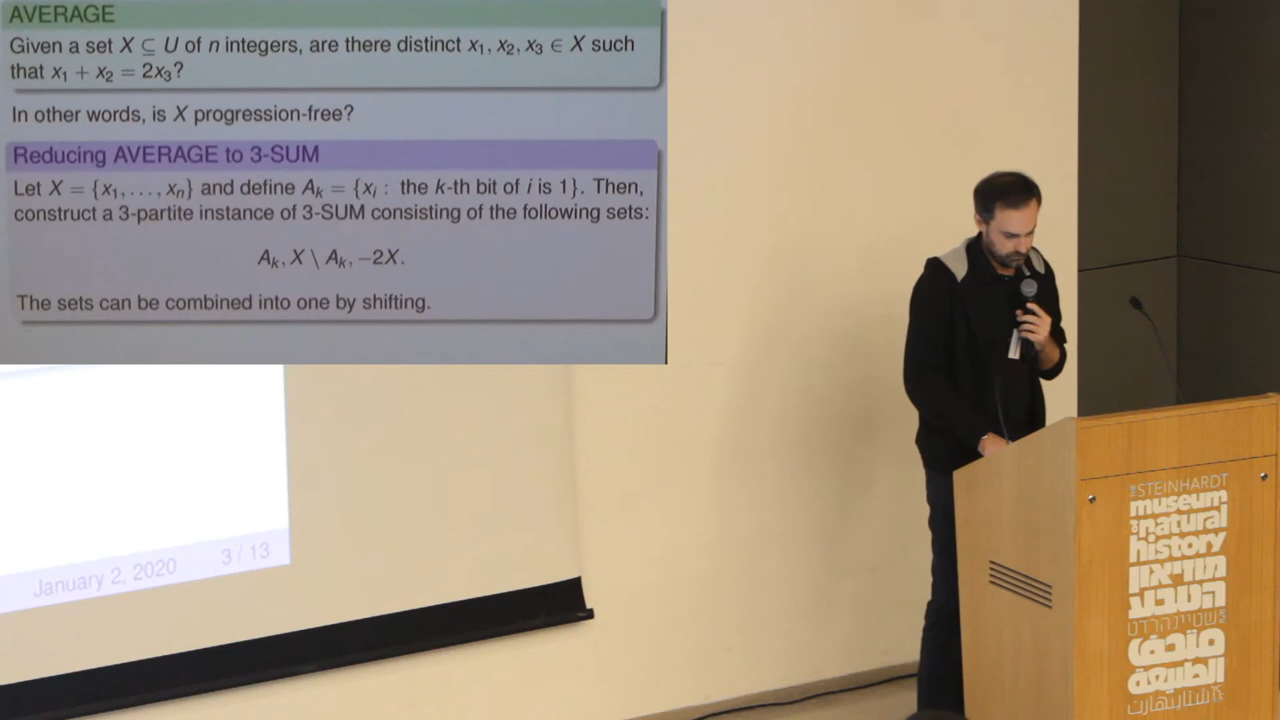 AVERAGE
Given a set X ⊆ U of n integers, are there distinct x₁, x₂, x₃ ∈ X such
that x₁ + x₂ = 2x₃?
In other words, is X progression-free?
Reducing AVERAGE to 3-SUM
Let X = {x₁, . . . , xₙ} and define Aₖ = {xᵢ : the k-th bit of i is 1}. Then,
construct a 3-partite instance of 3-SUM consisting of the following sets:
Aₖ, X \ Aₖ, −2X.
The sets can be combined into one by shifting.
January 2, 2020 3 / 13
STEINHARDT
museum
of natural
history
מוזיאון
הטבע
ע״ש שטיינהרדט
متحف
الطبيعة
شتاينهارت